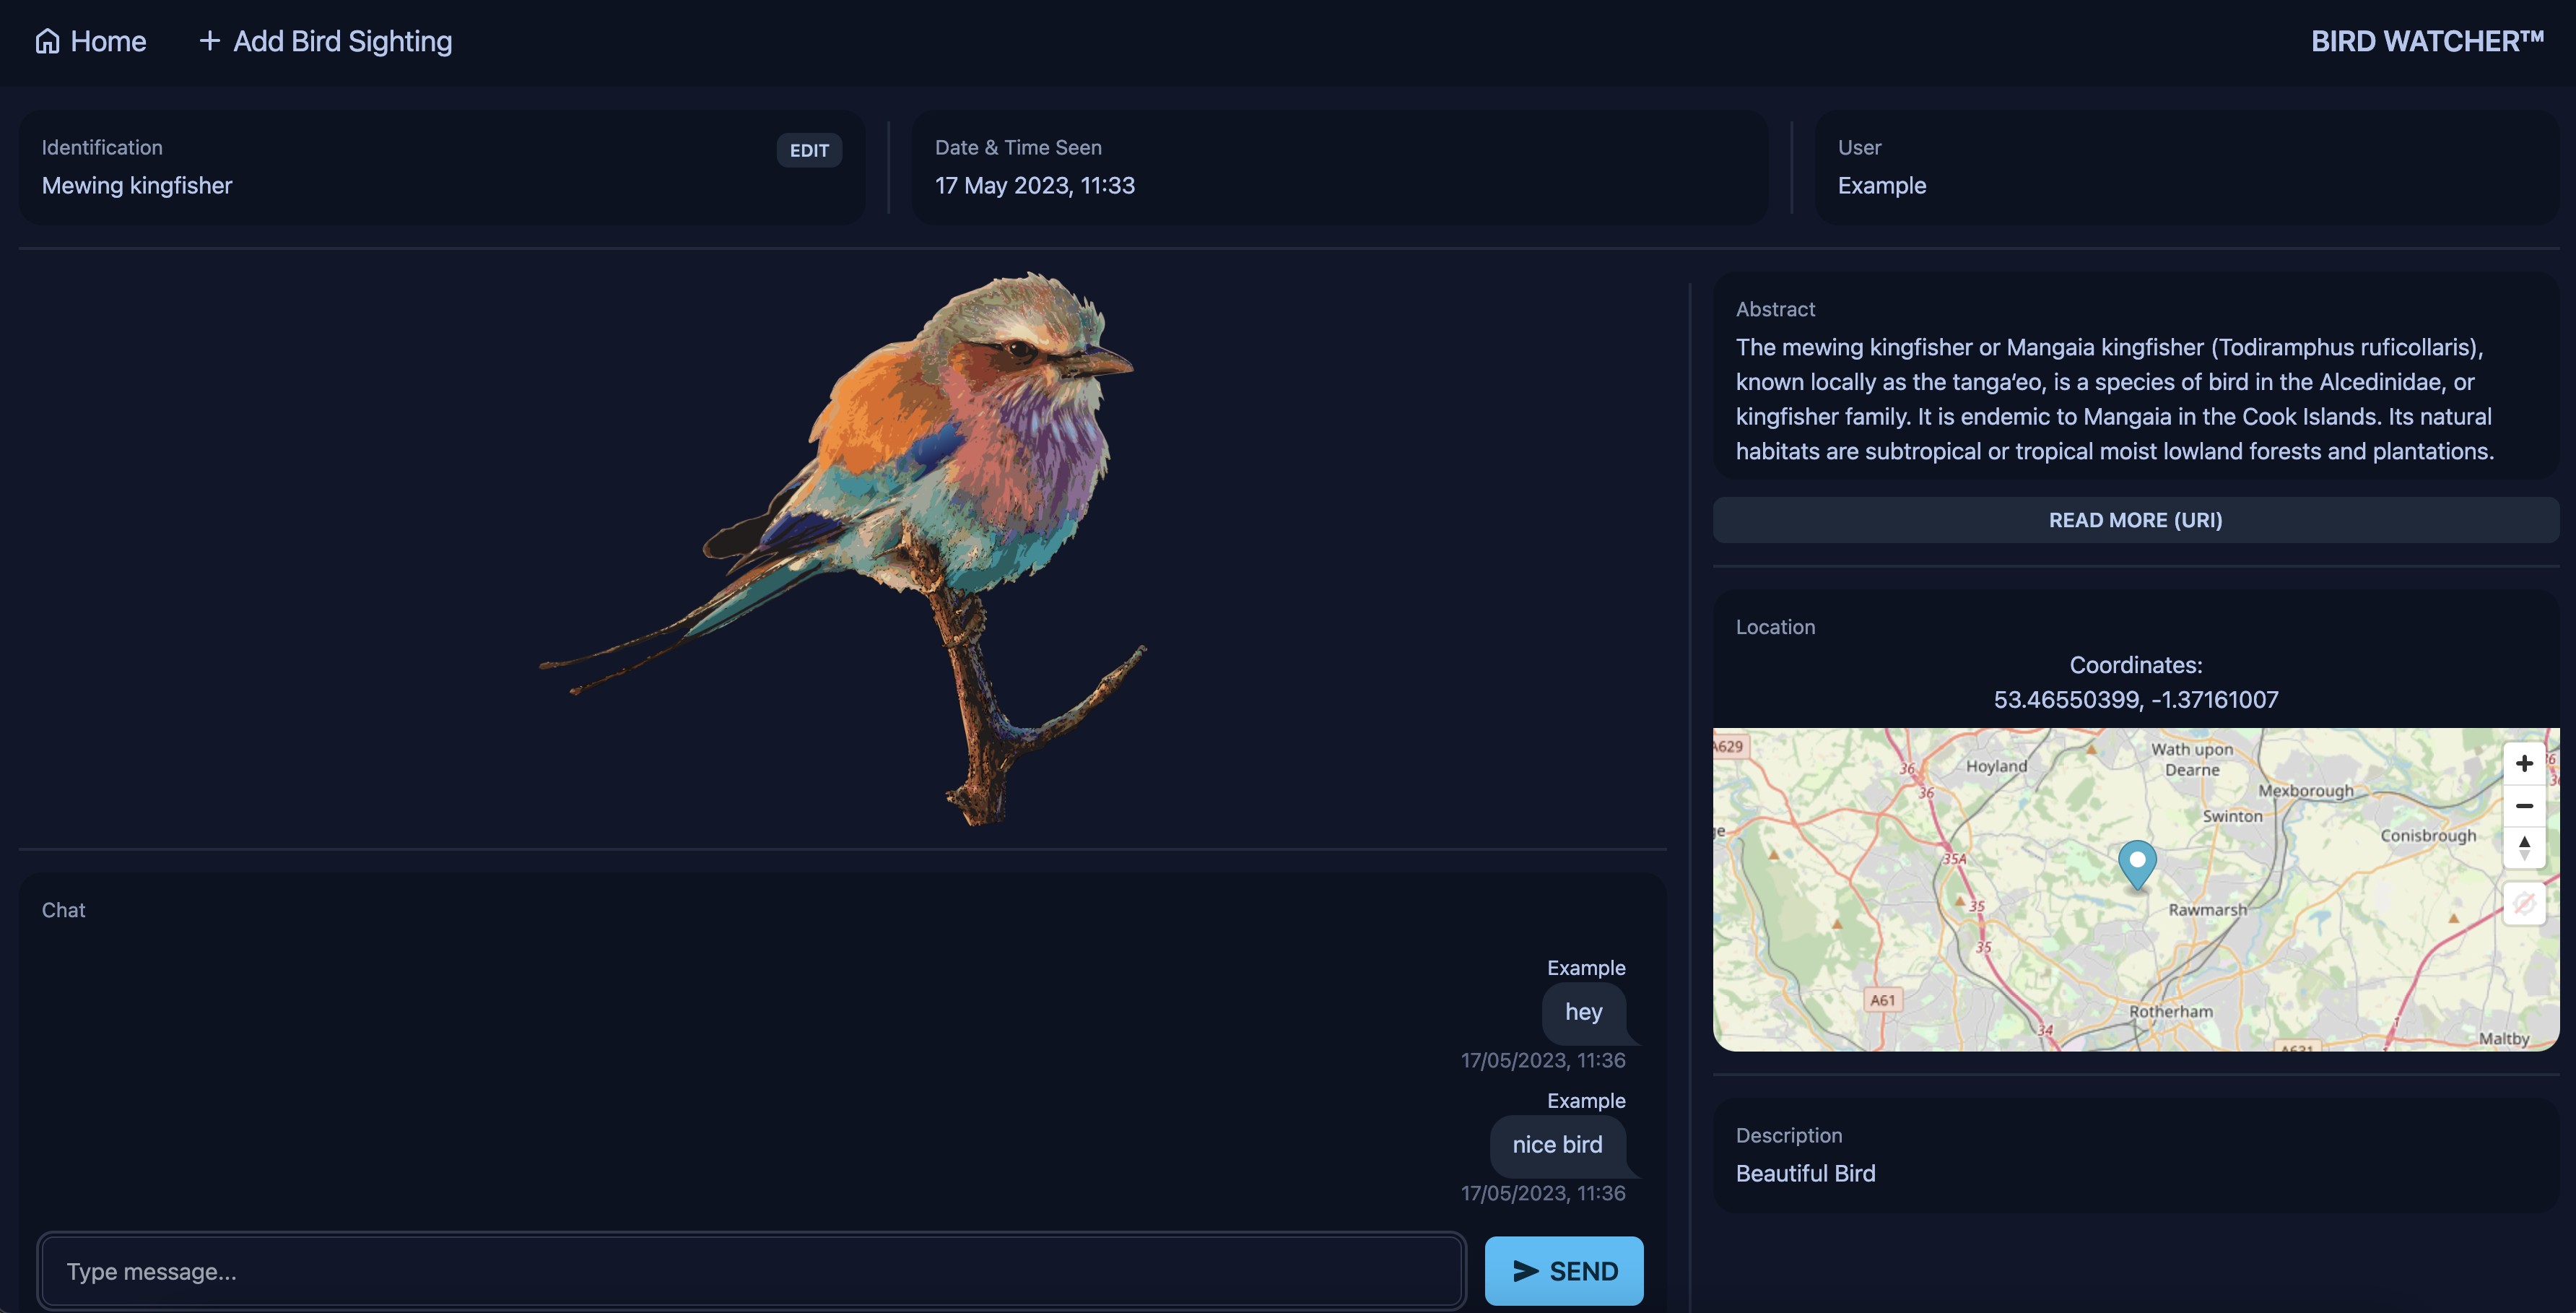 Home
+ Add Bird Sighting
BIRD WATCHER™
Identification
EDIT
Mewing kingfisher
Date & Time Seen
17 May 2023, 11:33
User
Example
Abstract
The mewing kingfisher or Mangaia kingfisher (Todiramphus ruficollaris),
known locally as the tanga‘eo, is a species of bird in the Alcedinidae, or
kingfisher family. It is endemic to Mangaia in the Cook Islands. Its natural
habitats are subtropical or tropical moist lowland forests and plantations.
READ MORE (URI)
Location
Coordinates:
53.46550399, -1.37161007
A629
36
Hoyland
Wath upon
Dearne
36
Mexborough
Swinton
Conisbrough
ge
35A
35
Rawmarsh
35
A61
Rotherham
34
1
Maltby
A631
Description
Beautiful Bird
Chat
Example
hey
17/05/2023, 11:36
Example
nice bird
17/05/2023, 11:36
Type message...
SEND